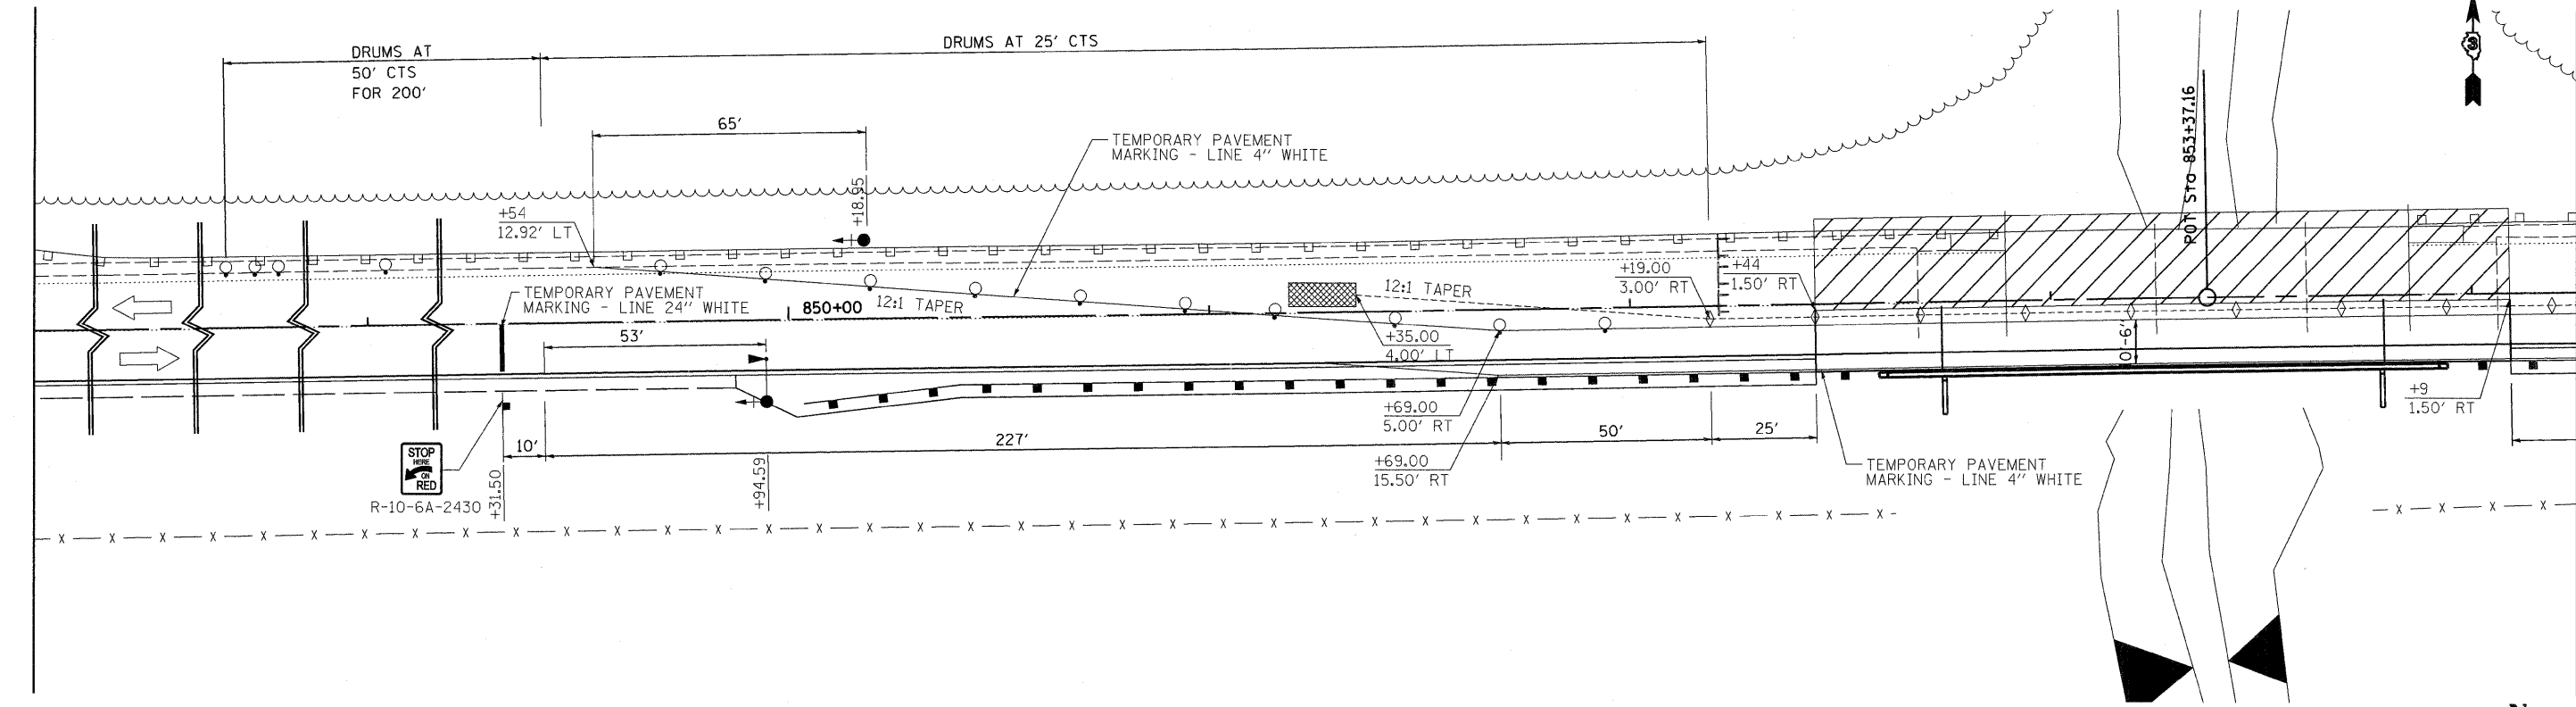 DRUMS AT
50' CTS
FOR 200'
DRUMS AT 25' CTS
65'
TEMPORARY PAVEMENT
MARKING - LINE 4" WHITE
+18.95
+54
12.92' LT
POT Sta 853+37.16
3
TEMPORARY PAVEMENT
MARKING - LINE 24" WHITE
850+00
12:1 TAPER
12:1 TAPER
+19.00
3.00' RT
+44
1.50' RT
53'
+35.00
4.00' LT
0'-6"
+69.00
5.00' RT
+9
1.50' RT
10'
227'
50'
25'
STOP
HERE
ON
RED
R-10-6A-2430
+31.50
+94.59
+69.00
15.50' RT
TEMPORARY PAVEMENT
MARKING - LINE 4" WHITE
X X X X X X X X X X X X X X X X X X X X X X X X X X X X X X X X X X X X X X X X X